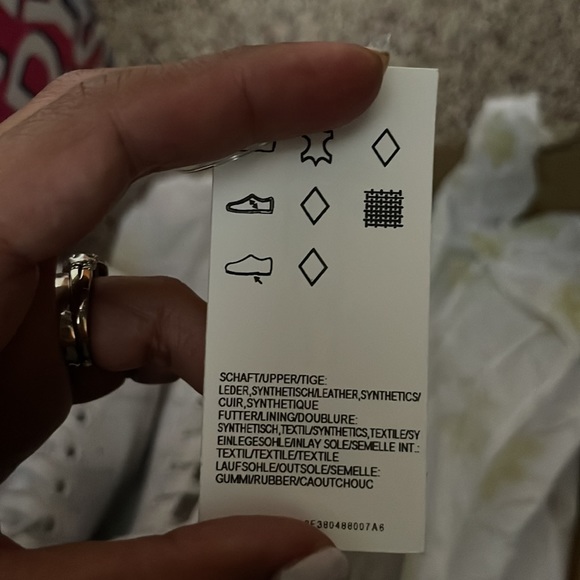 SCHAFT/UPPER/TIGE:
LEDER,SYNTHETISCH/LEATHER,SYNTHETICS/
CUIR,SYNTHETIQUE
FUTTER/LINING/DOUBLURE:
SYNTHETISCH,TEXTIL/SYNTHETICS,TEXTILE/SY
EINLEGESOHLE/INLAY SOLE/SEMELLE INT.:
TEXTIL/TEXTILE/TEXTILE
LAUFSOHLE/OUTSOLE/SEMELLE:
GUMMI/RUBBER/CAOUTCHOUC